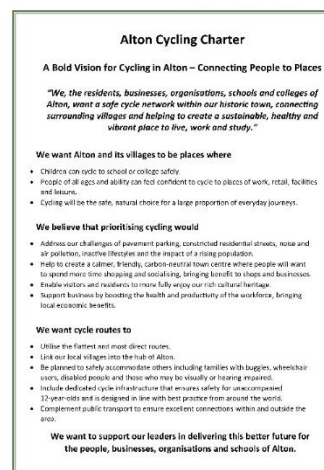 Alton Cycling Charter
A Bold Vision for Cycling in Alton – Connecting People to Places
"We, the residents, businesses, organisations, schools and colleges of
Alton, want a safe cycle network within our historic town, connecting
surrounding villages and helping to create a sustainable, healthy and
vibrant place to live, work and study."
We want Alton and its villages to be places where
• Children can cycle to school or college safely.
• People of all ages and ability can feel confident to cycle to places of work, retail, facilities
and leisure.
• Cycling will be the safe, natural choice for a large proportion of everyday journeys.
We believe that prioritising cycling would
• Address our challenges of pavement parking, constricted residential streets, noise and
air pollution, inactive lifestyles and the impact of a rising population.
• Help to create a calmer, friendly, carbon-neutral town centre where people will want
to spend more time shopping and socialising, bringing benefit to shops and businesses.
• Enable visitors and residents to more fully enjoy our rich cultural heritage.
• Support business by boosting the health and productivity of the workforce, bringing
local economic benefits.
We want cycle routes to
• Utilise the flattest and most direct routes.
• Link our local villages into the hub of Alton.
• Be planned to safely accommodate others including families with buggies, wheelchair
users, disabled people and those who may be visually or hearing impaired.
• Include dedicated cycle infrastructure that ensures safety for unaccompanied
12-year-olds and is designed in line with best practice from around the world.
• Complement public transport to ensure excellent connections within and outside the
area.
We want to support our leaders in delivering this better future for
the people, businesses, organisations and schools of Alton.